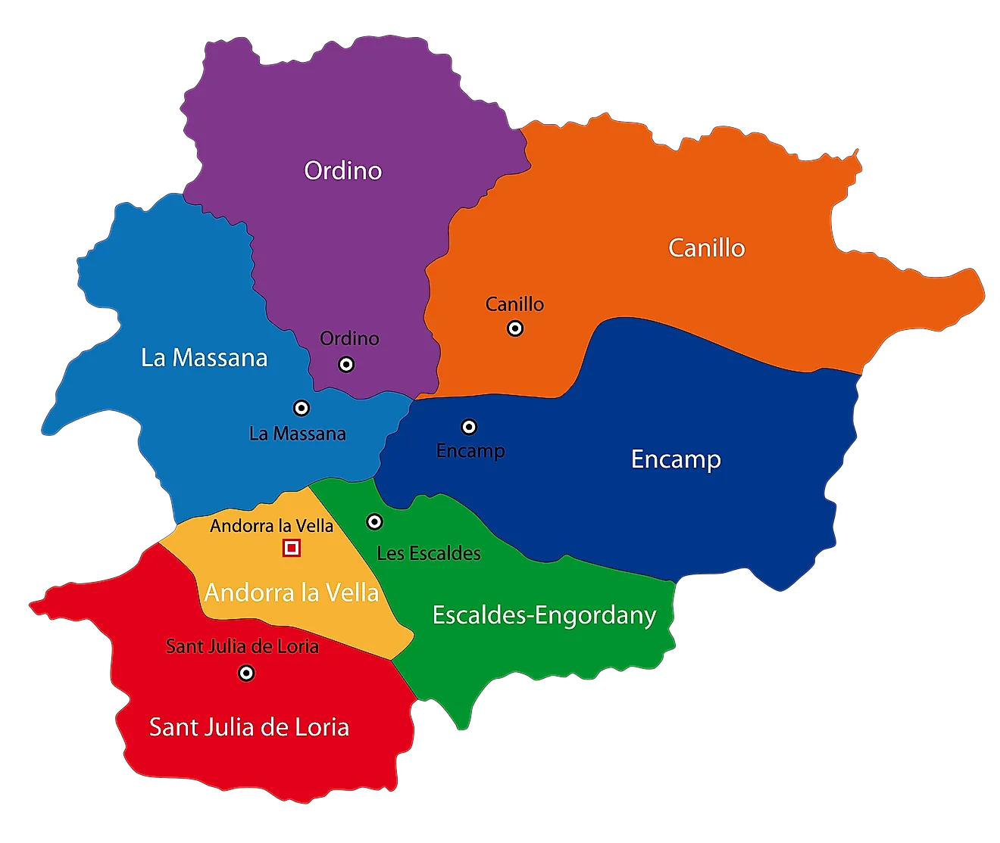 Ordino
Canillo
Canillo
Ordino
La Massana
La Massana
Encamp
Encamp
Andorra la Vella
Les Escaldes
Andorra la Vella
Escaldes-Engordany
Sant Julia de Loria
Sant Julia de Loria